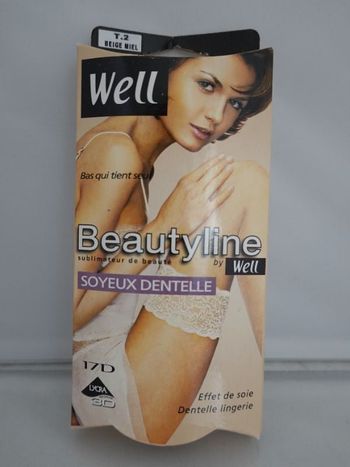 T.2
BEIGE MIEL
Well
Bas qui tient seul
Beautyline
sublimateur de beauté
by Well
SOYEUX DENTELLE
17D
LYCRA
3D
Effet de soie
Dentelle lingerie